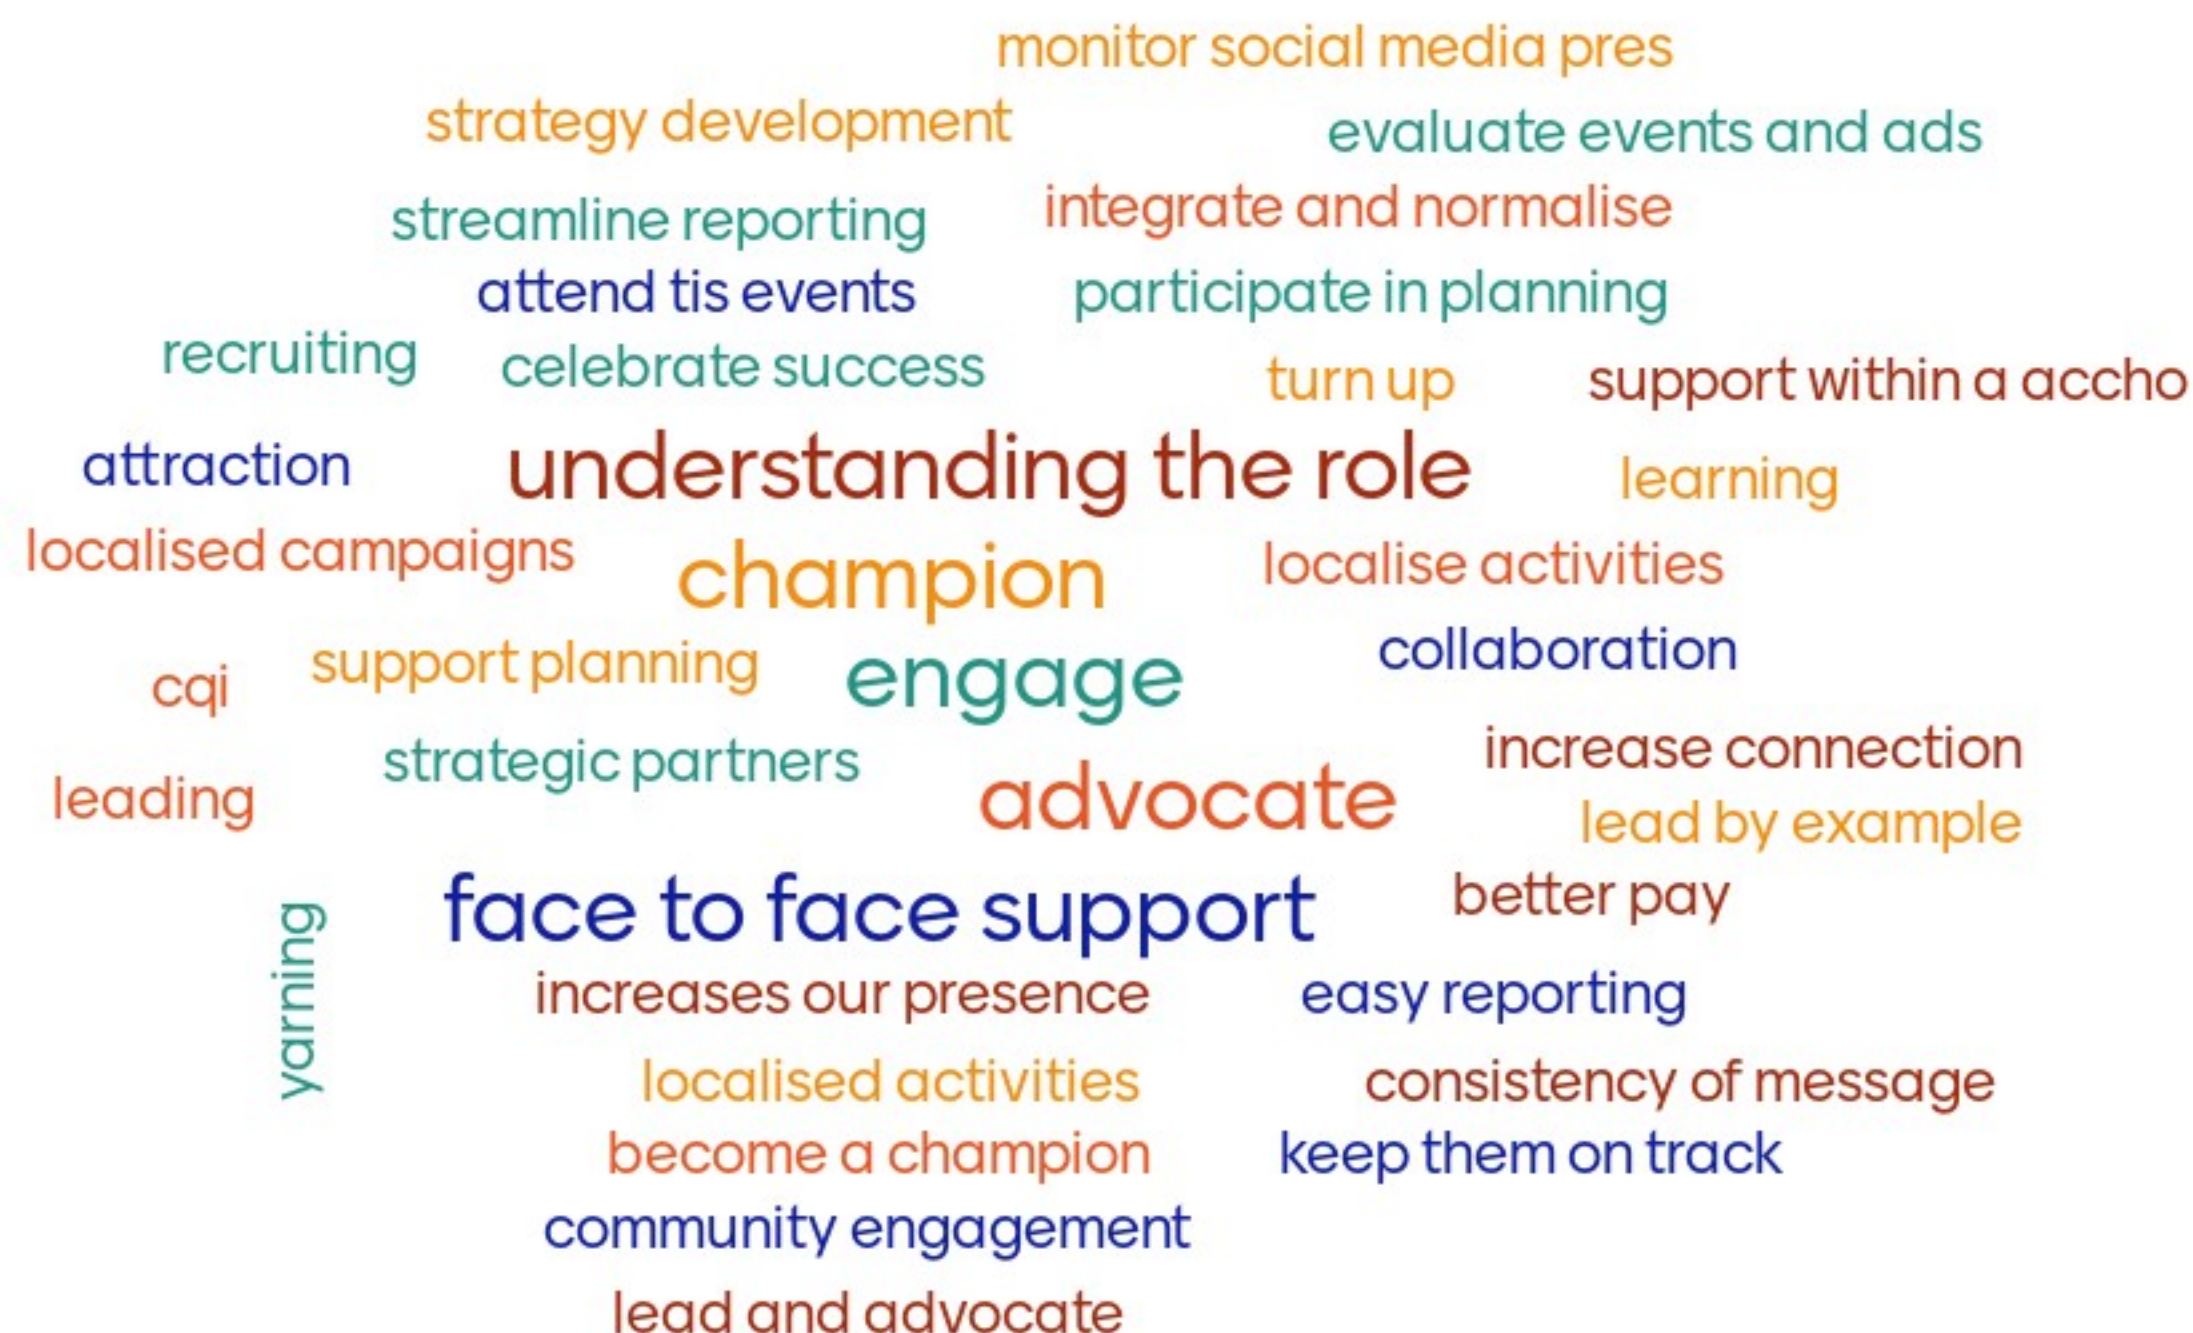 monitor social media pres
strategy development
evaluate events and ads
streamline reporting
integrate and normalise
attend tis events
participate in planning
recruiting
celebrate success
turn up
support within a accho
attraction
understanding the role
learning
localised campaigns
champion
localise activities
cqi
support planning
engage
collaboration
leading
strategic partners
advocate
increase connection
lead by example
yarning
face to face support
better pay
increases our presence
easy reporting
localised activities
consistency of message
become a champion
keep them on track
community engagement
lead and advocate